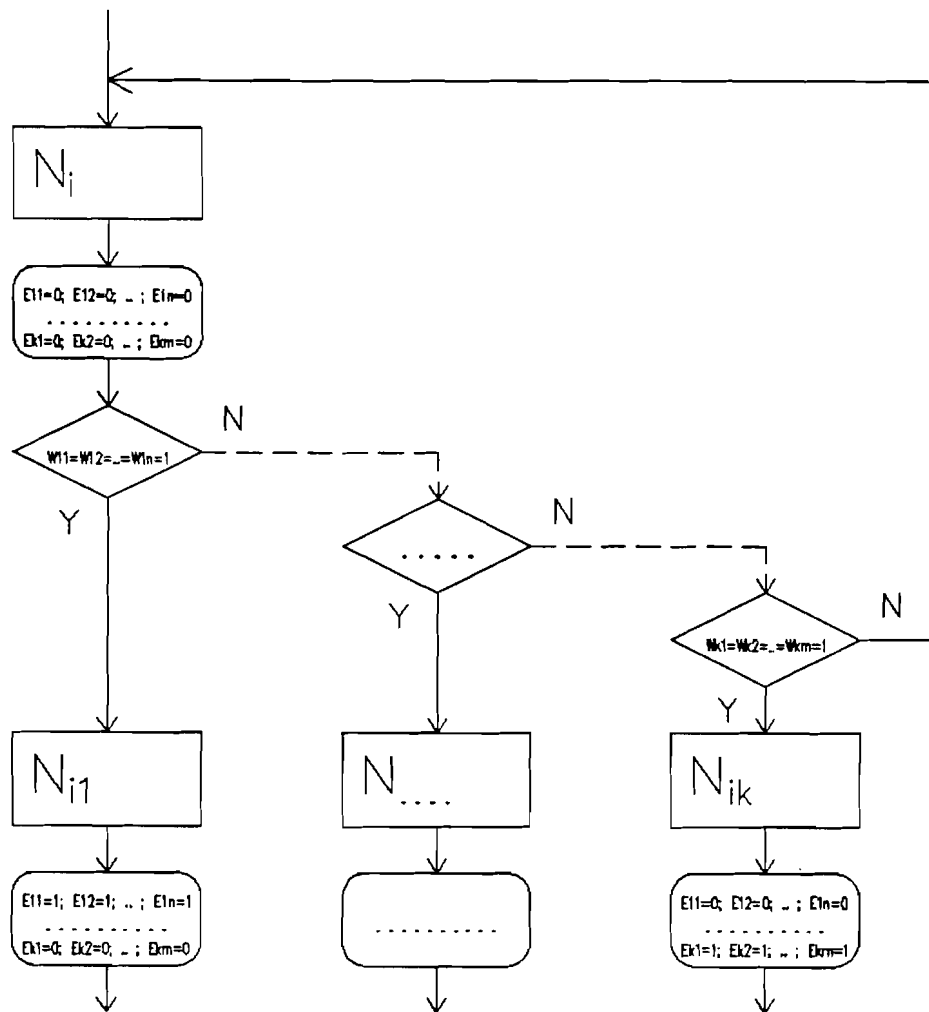 Ni
E11=0; E12=0; ..; E1n=0
..........
Ek1=0; Ek2=0; ..; Ekm=0
W11=W12=..=W1n=1
N
Y
.....
N
Y
Wk1=Wk2=..=Wkm=1
N
Y
Ni1
N....
Nik
E11=1; E12=1; ..; E1n=1
..........
Ek1=0; Ek2=0; ..; Ekm=0
..........
E11=0; E12=0; ..; E1n=0
..........
Ek1=1; Ek2=1; ..; Ekm=1